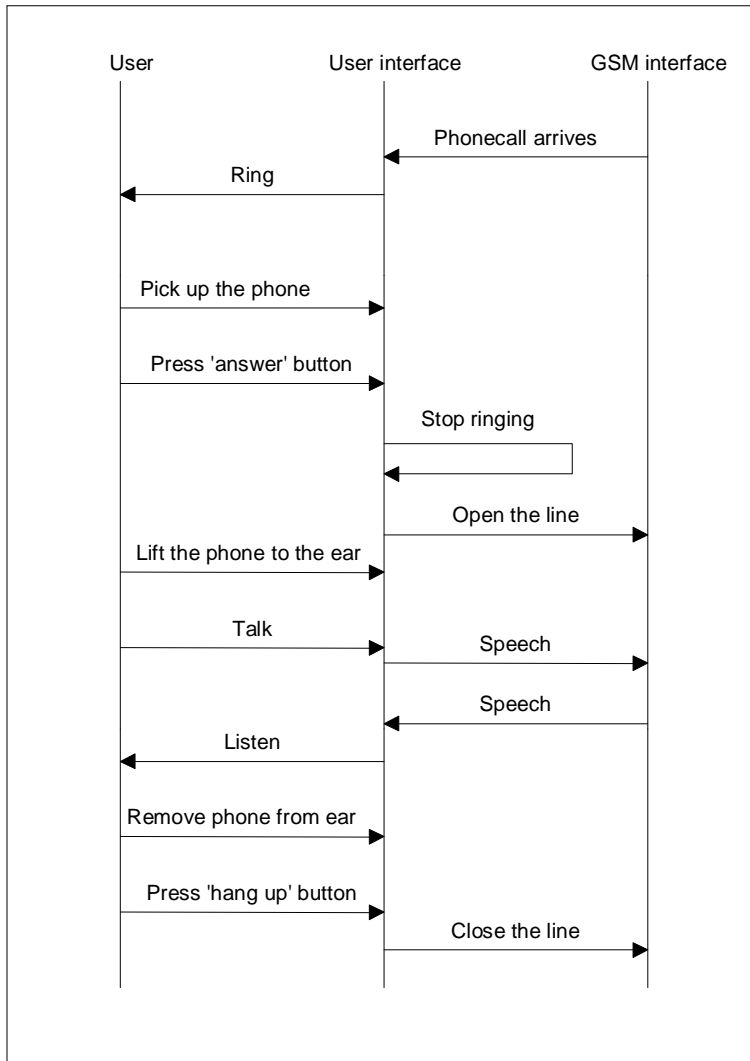 User
User interface
GSM interface
Phonecall arrives
Ring
Pick up the phone
Press 'answer' button
Stop ringing
Open the line
Lift the phone to the ear
Talk
Speech
Speech
Listen
Remove phone from ear
Press 'hang up' button
Close the line